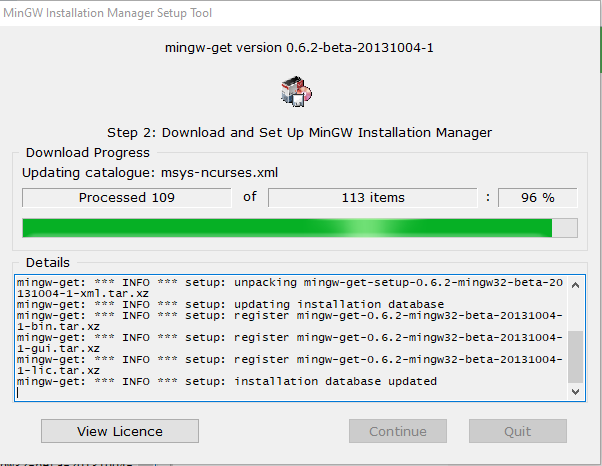 MinGW Installation Manager Setup Tool
mingw-get version 0.6.2-beta-20131004-1
Step 2: Download and Set Up MinGW Installation Manager
Download Progress
Updating catalogue: msys-ncurses.xml
Processed 109 of 113 items : 96 %
Details
mingw-get: *** INFO *** setup: unpacking mingw-get-setup-0.6.2-mingw32-beta-20
131004-1-xml.tar.xz
mingw-get: *** INFO *** setup: updating installation database
mingw-get: *** INFO *** setup: register mingw-get-0.6.2-mingw32-beta-20131004-
1-bin.tar.xz
mingw-get: *** INFO *** setup: register mingw-get-0.6.2-mingw32-beta-20131004-
1-gui.tar.xz
mingw-get: *** INFO *** setup: register mingw-get-0.6.2-mingw32-beta-20131004-
1-lic.tar.xz
mingw-get: *** INFO *** setup: installation database updated
View Licence Continue Quit